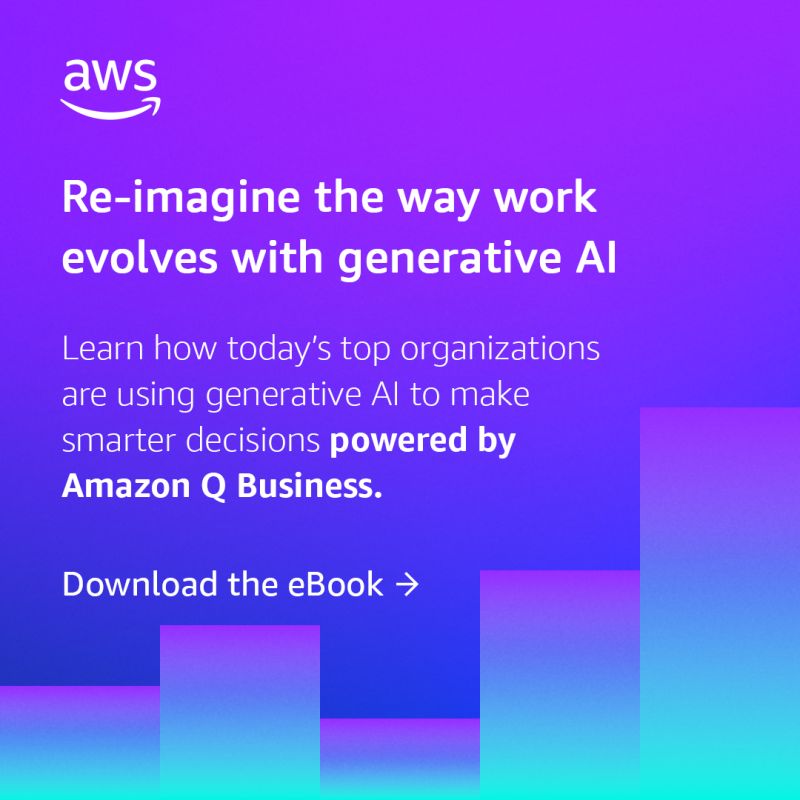 aws
Re-imagine the way work
evolves with generative AI
Learn how today’s top organizations
are using generative AI to make
smarter decisions powered by
Amazon Q Business.
Download the eBook →